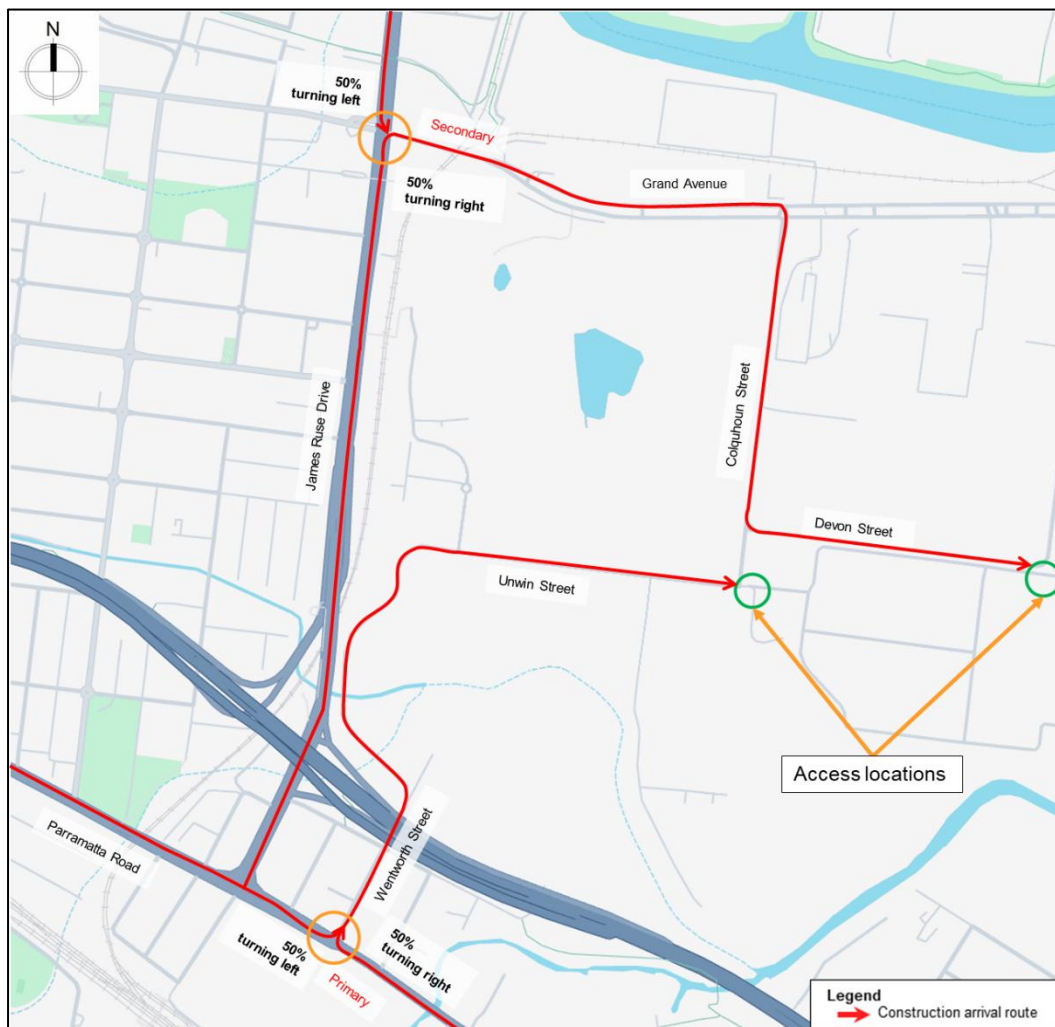 N
50%
turning left
Secondary
Grand Avenue
50%
turning right
James Ruse Drive
Colquhoun Street
Devon Street
Unwin Street
Access locations
Parramatta Road
Wentworth Street
50%
turning left
50%
turning right
Primary
Legend
Construction arrival route